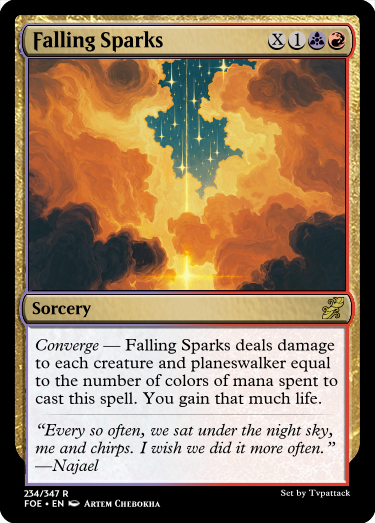 Falling Sparks
X 1
Sorcery
Converge — Falling Sparks deals damage
to each creature and planeswalker equal
to the number of colors of mana spent to
cast this spell. You gain that much life.
“Every so often, we sat under the night sky,
me and chirps. I wish we did it more often.”
—Najael
234/347 R
FOE • EN Artem Chebokha
Set by Tvpattack